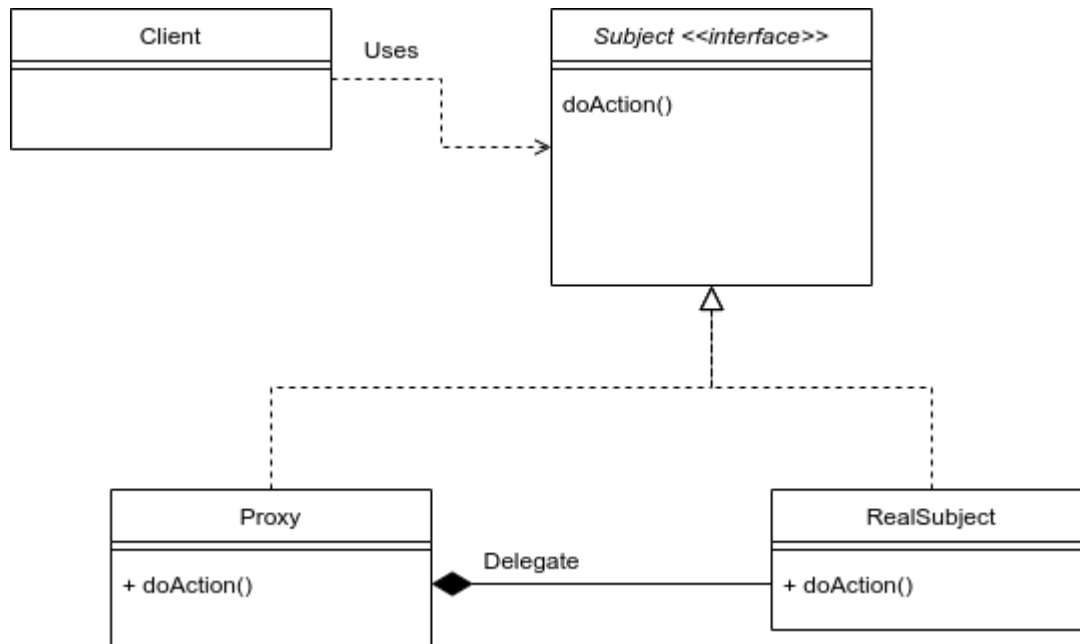 Client
Uses
Subject <<interface>>
doAction()
Proxy
+ doAction()
Delegate
RealSubject
+ doAction()